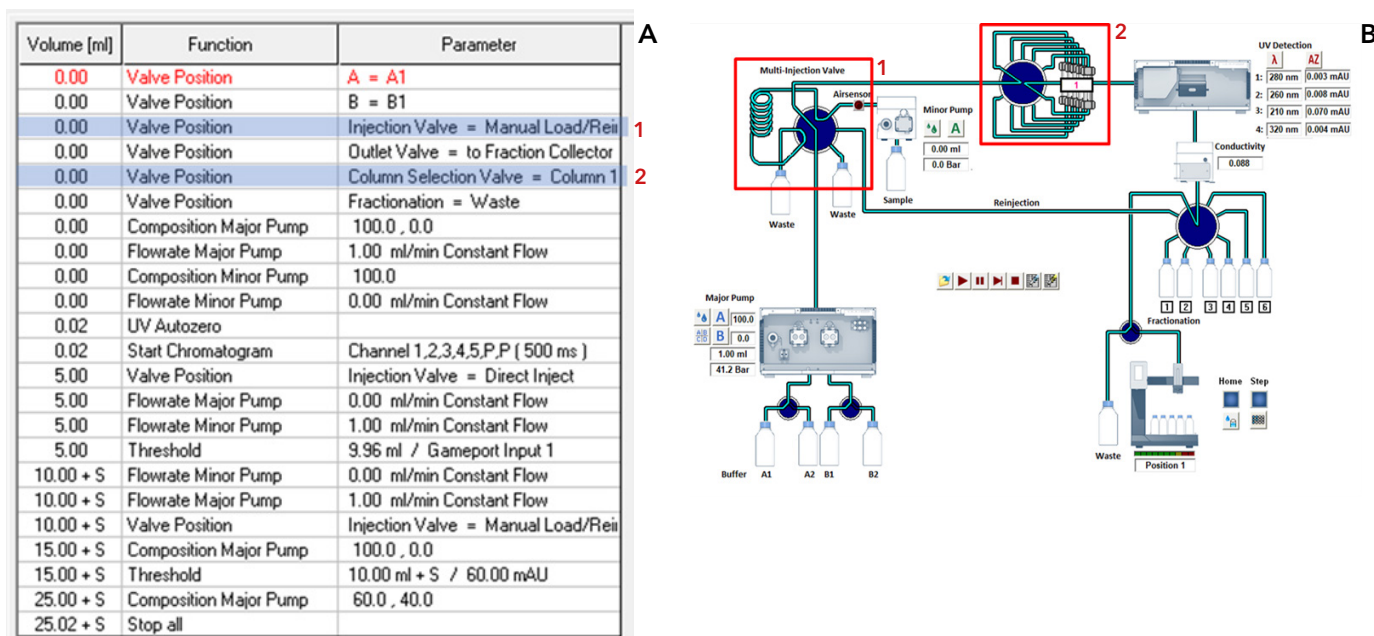 Volume [ml] Function Parameter
0.00 Valve Position A = A1
0.00 Valve Position B = B1
0.00 Valve Position Injection Valve = Manual Load/Rei 1
0.00 Valve Position Outlet Valve = to Fraction Collector
0.00 Valve Position Column Selection Valve = Column 1 2
0.00 Valve Position Fractionation = Waste
0.00 Composition Major Pump 100.0 , 0.0
0.00 Flowrate Major Pump 1.00 ml/min Constant Flow
0.00 Composition Minor Pump 100.0
0.00 Flowrate Minor Pump 0.00 ml/min Constant Flow
0.02 UV Autozero
0.02 Start Chromatogram Channel 1,2,3,4,5,P,P ( 500 ms )
5.00 Valve Position Injection Valve = Direct Inject
5.00 Flowrate Major Pump 0.00 ml/min Constant Flow
5.00 Flowrate Minor Pump 1.00 ml/min Constant Flow
5.00 Threshold 9.96 ml / Gameport Input 1
10.00 + S Flowrate Minor Pump 0.00 ml/min Constant Flow
10.00 + S Flowrate Major Pump 1.00 ml/min Constant Flow
10.00 + S Valve Position Injection Valve = Manual Load/Rei
15.00 + S Composition Major Pump 100.0 , 0.0
15.00 + S Threshold 10.00 ml + S / 60.00 mAU
25.00 + S Composition Major Pump 60.0 , 40.0
25.02 + S Stop all
A
B
2
1
Multi-Injection Valve
Airsensor
Minor Pump
A
0.00 ml
0.0 Bar
Waste
Waste
Sample
1
UV Detection
λ AZ
1: 280 nm 0.003 mAU
2: 260 nm 0.008 mAU
3: 210 nm 0.070 mAU
4: 320 nm 0.004 mAU
Conductivity
0.088
Reinjection
1 2 3 4 5 6
Fractionation
Major Pump
A 100.0
B 0.0
1.00 ml
41.2 Bar
Buffer A1 A2 B1 B2
Home Step
Waste
Position 1